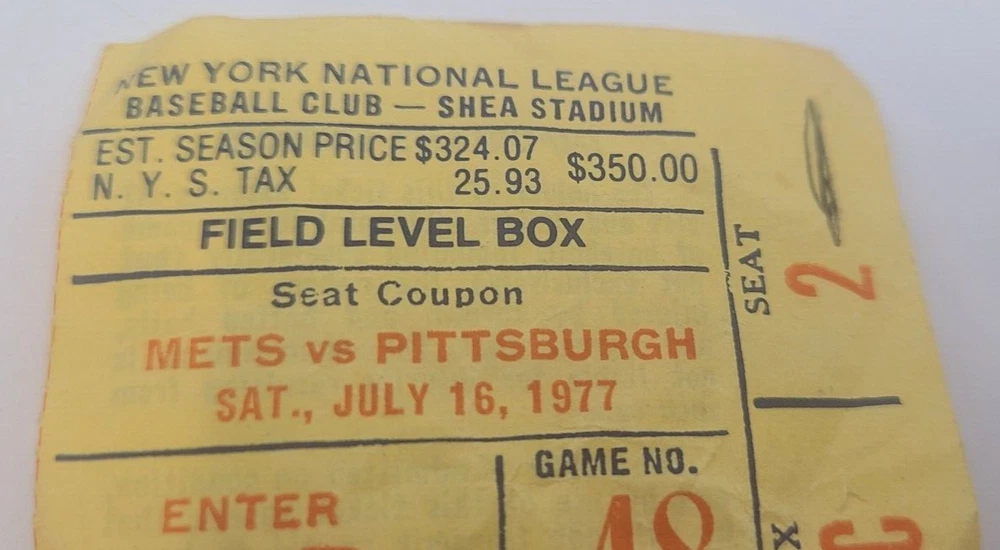 NEW YORK NATIONAL LEAGUE
BASEBALL CLUB — SHEA STADIUM
EST. SEASON PRICE $324.07
N. Y. S. TAX 25.93 $350.00
FIELD LEVEL BOX
Seat Coupon
METS vs PITTSBURGH
SAT., JULY 16, 1977
GAME NO.
ENTER
SEAT 2